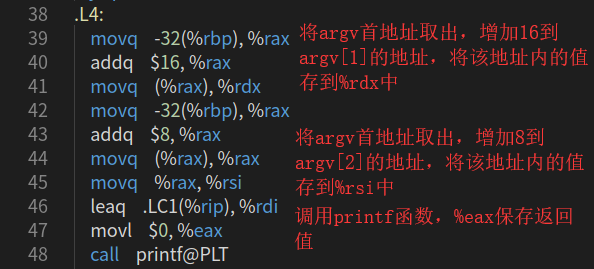 38 .L4:
39 movq -32(%rbp), %rax
40 addq $16, %rax
41 movq (%rax), %rdx
42 movq -32(%rbp), %rax
43 addq $8, %rax
44 movq (%rax), %rax
45 movq %rax, %rsi
46 leaq .LC1(%rip), %rdi
47 movl $0, %eax
48 call printf@PLT
将argv首地址取出，增加16到
argv[1]的地址，将该地址内的值
存到%rdx中
将argv首地址取出，增加8到
argv[2]的地址，将该地址内的值
存到%rsi中
调用printf函数，%eax保存返回
值